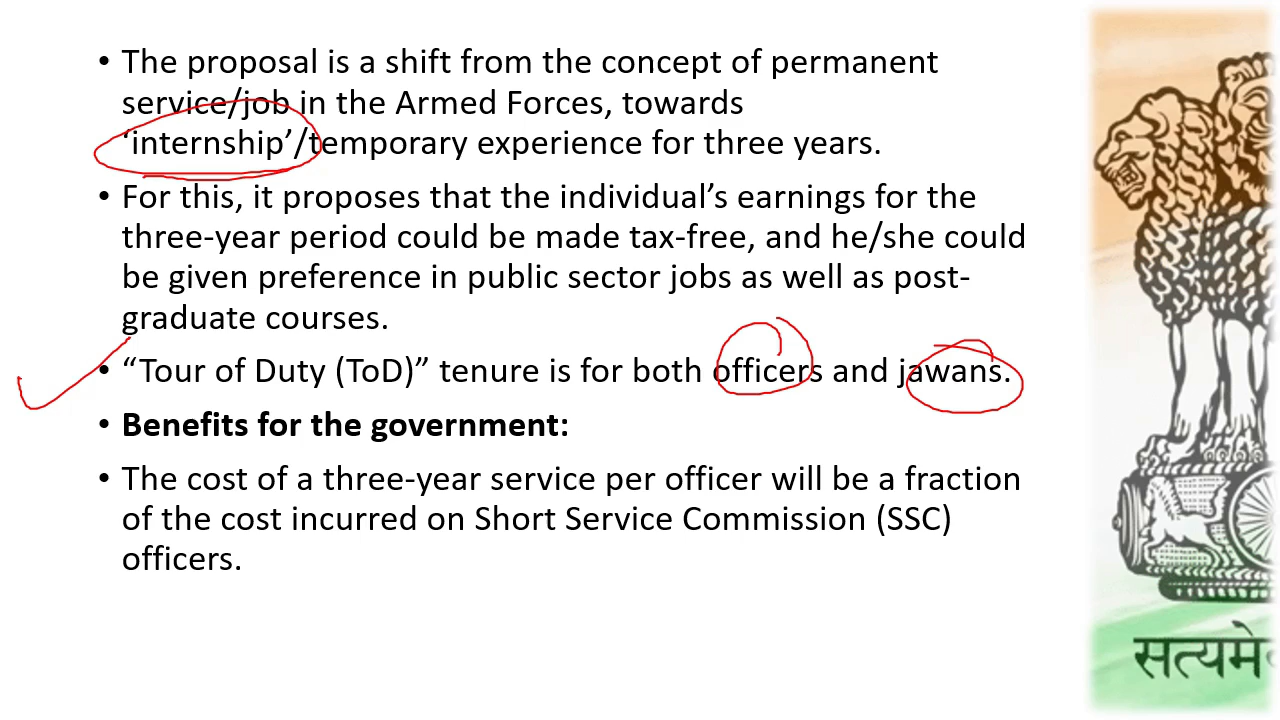 • The proposal is a shift from the concept of permanent
service/job in the Armed Forces, towards
‘internship’/temporary experience for three years.
• For this, it proposes that the individual’s earnings for the
three-year period could be made tax-free, and he/she could
be given preference in public sector jobs as well as post-
graduate courses.
• “Tour of Duty (ToD)” tenure is for both officers and jawans.
• Benefits for the government:
• The cost of a three-year service per officer will be a fraction
of the cost incurred on Short Service Commission (SSC)
officers.